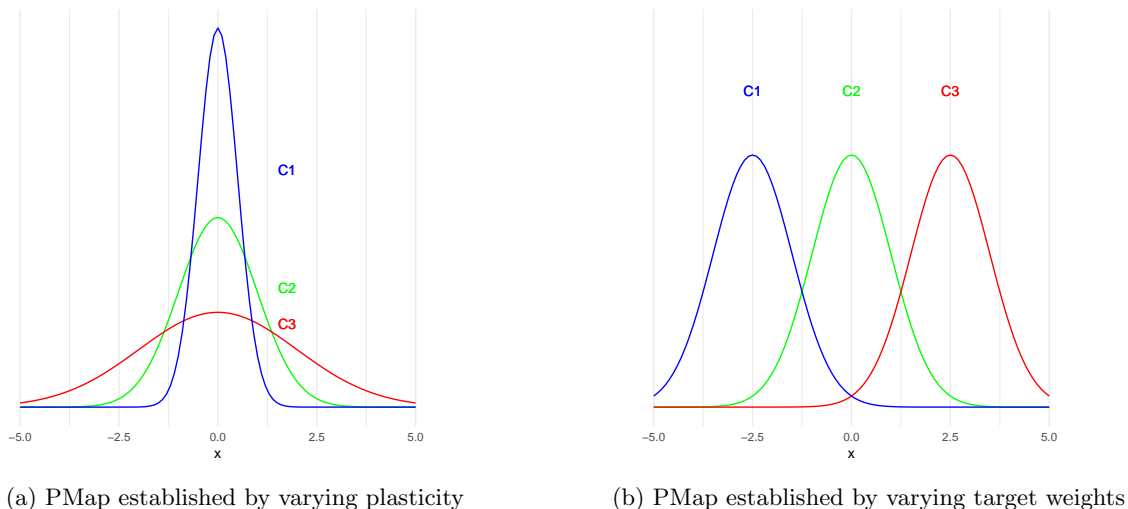 C1
C2
C3
−5.0 −2.5 0.0 2.5 5.0
x
(a) PMap established by varying plasticity
C1 C2 C3
−5.0 −2.5 0.0 2.5 5.0
x
(b) PMap established by varying target weights